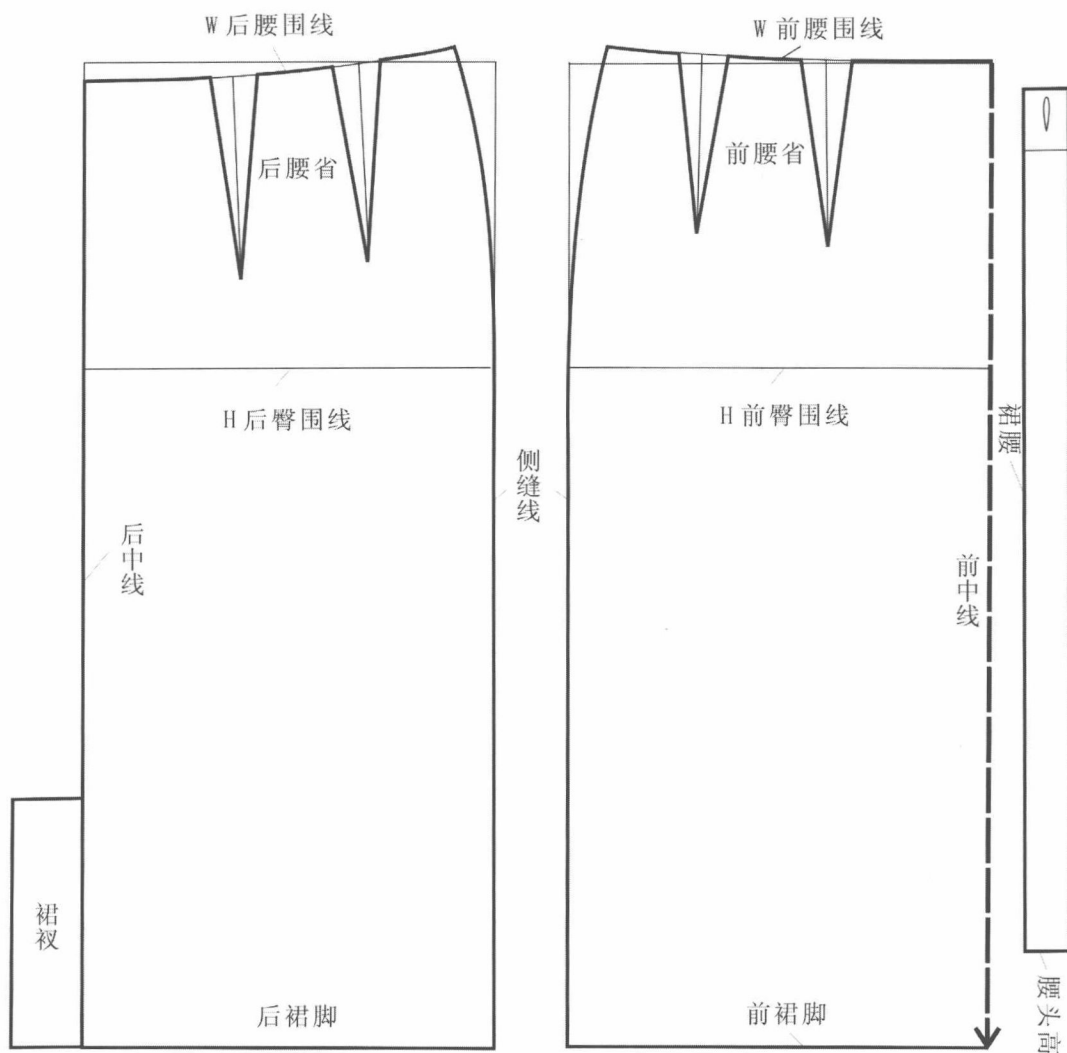 W 后腰围线
W 前腰围线
后腰省
前腰省
H 后臀围线
H 前臀围线
裙腰
侧缝线
后中线
前中线
裙衩
后裙脚
前裙脚
腰头高